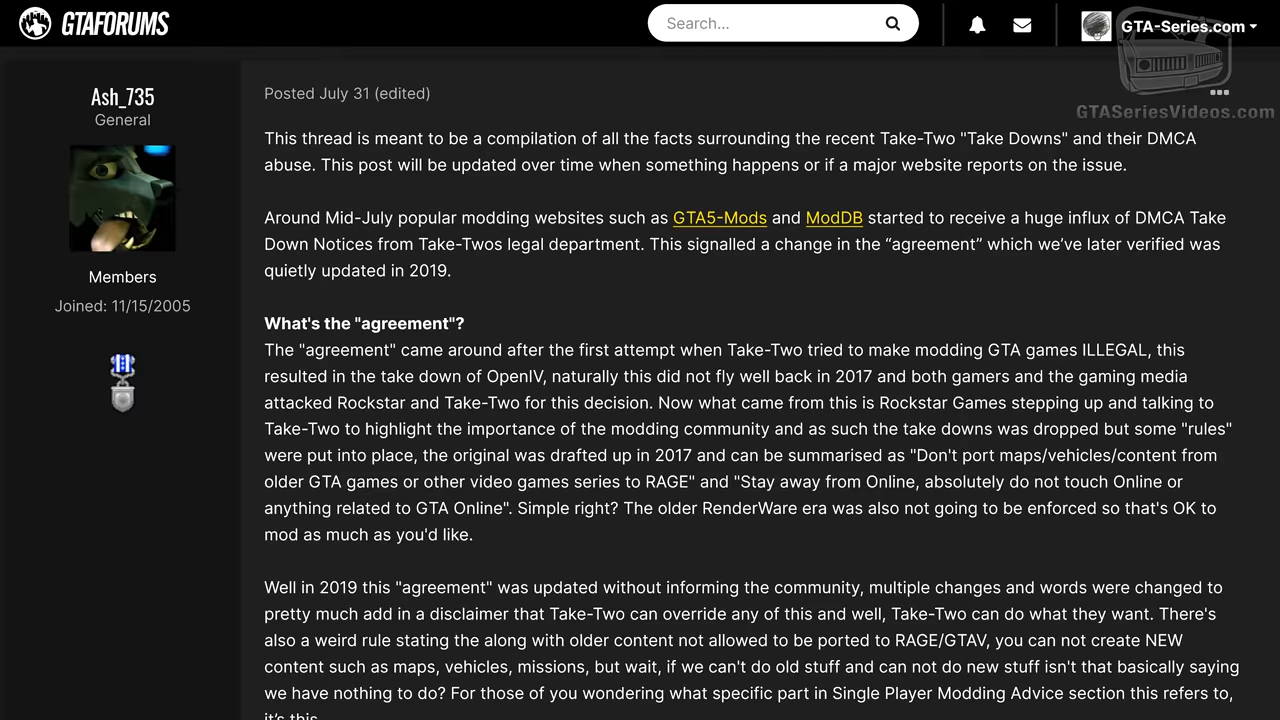 GTAFORUMS
Search...
GTA-Series.com
GTASeriesVideos.com
Ash_735
General
Members
Joined: 11/15/2005
Posted July 31 (edited)
This thread is meant to be a compilation of all the facts surrounding the recent Take-Two "Take Downs" and their DMCA
abuse. This post will be updated over time when something happens or if a major website reports on the issue.
Around Mid-July popular modding websites such as GTA5-Mods and ModDB started to receive a huge influx of DMCA Take
Down Notices from Take-Twos legal department. This signalled a change in the “agreement” which we’ve later verified was
quietly updated in 2019.
What's the "agreement"?
The "agreement" came around after the first attempt when Take-Two tried to make modding GTA games ILLEGAL, this
resulted in the take down of OpenIV, naturally this did not fly well back in 2017 and both gamers and the gaming media
attacked Rockstar and Take-Two for this decision. Now what came from this is Rockstar Games stepping up and talking to
Take-Two to highlight the importance of the modding community and as such the take downs was dropped but some "rules"
were put into place, the original was drafted up in 2017 and can be summarised as "Don't port maps/vehicles/content from
older GTA games or other video games series to RAGE" and "Stay away from Online, absolutely do not touch Online or
anything related to GTA Online". Simple right? The older RenderWare era was also not going to be enforced so that's OK to
mod as much as you'd like.
Well in 2019 this "agreement" was updated without informing the community, multiple changes and words were changed to
pretty much add in a disclaimer that Take-Two can override any of this and well, Take-Two can do what they want. There's
also a weird rule stating the along with older content not allowed to be ported to RAGE/GTAV, you can not create NEW
content such as maps, vehicles, missions, but wait, if we can't do old stuff and can not do new stuff isn't that basically saying
we have nothing to do? For those of you wondering what specific part in Single Player Modding Advice section this refers to,
it's this